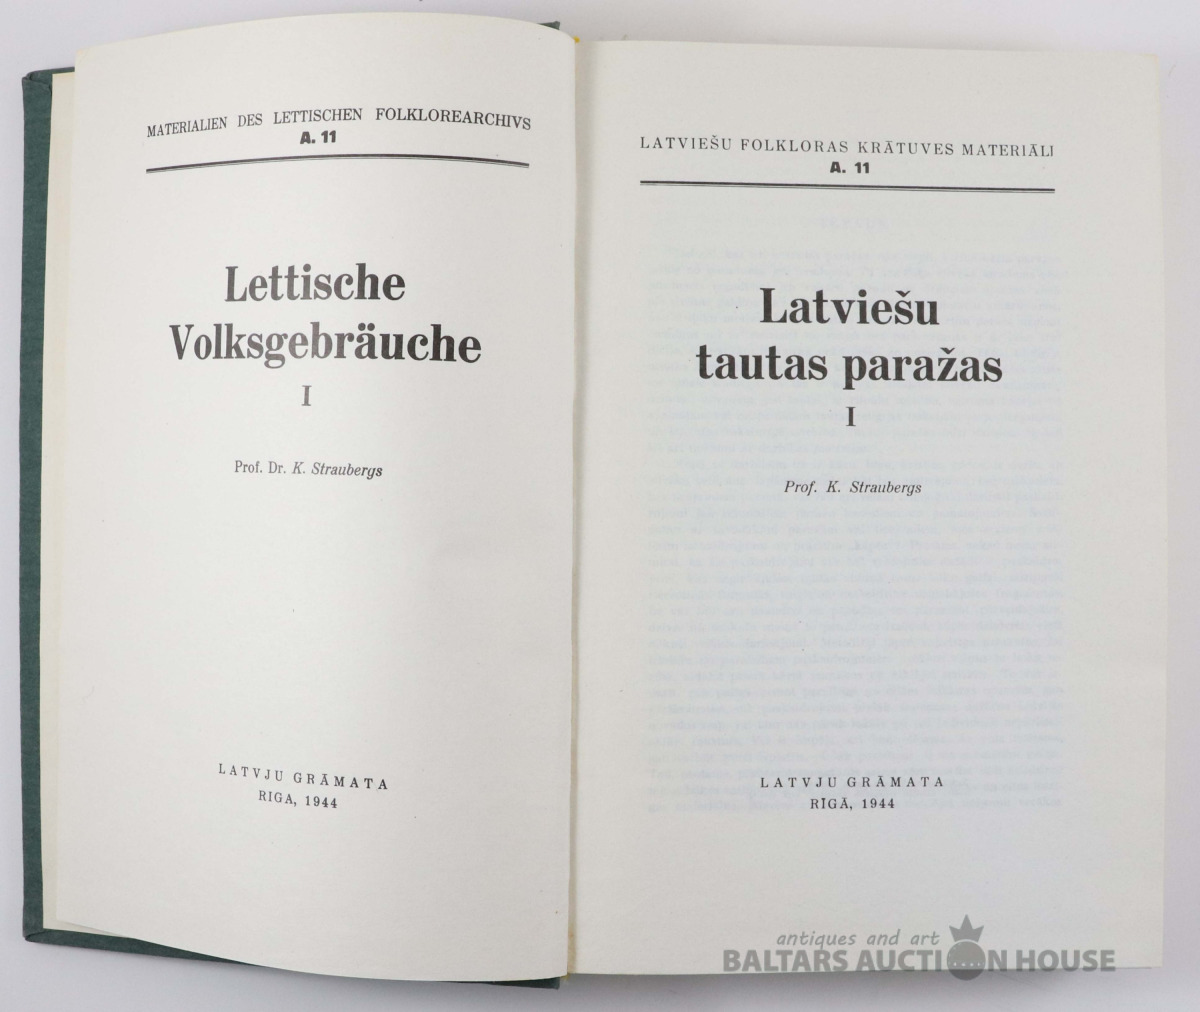 MATERIALIEN DES LETTISCHEN FOLKLOREARCHIVS
A. 11
Lettische
Volksgebräuche
I
Prof. Dr. K. Straubergs
LATVJU GRĀMATA
RIGA, 1944
LATVIEŠU FOLKLORAS KRĀTUVES MATERIĀLI
A. 11
Latviešu
tautas paražas
I
Prof. K. Straubergs
LATVJU GRĀMATA
RĪGĀ, 1944
antiques and art
BALTARS AUCTION HOUSE